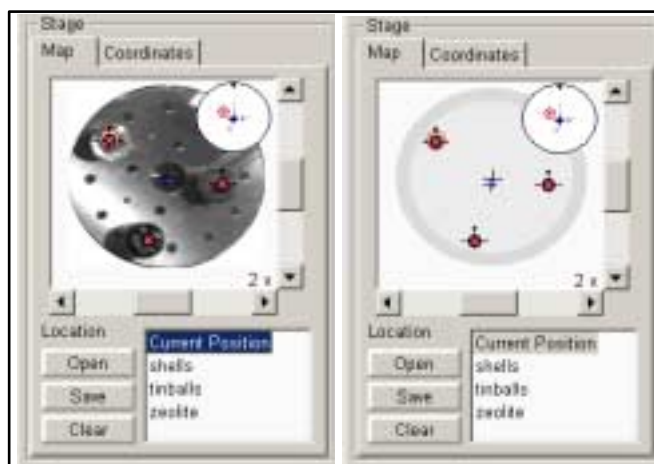 Stage
Map Coordinates
2 x
Location
Open
Save
Clear
Current Position
shells
tinballs
zeolite
Stage
Map Coordinates
2 x
Location
Open
Save
Clear
Current Position
shells
tinballs
zeolite